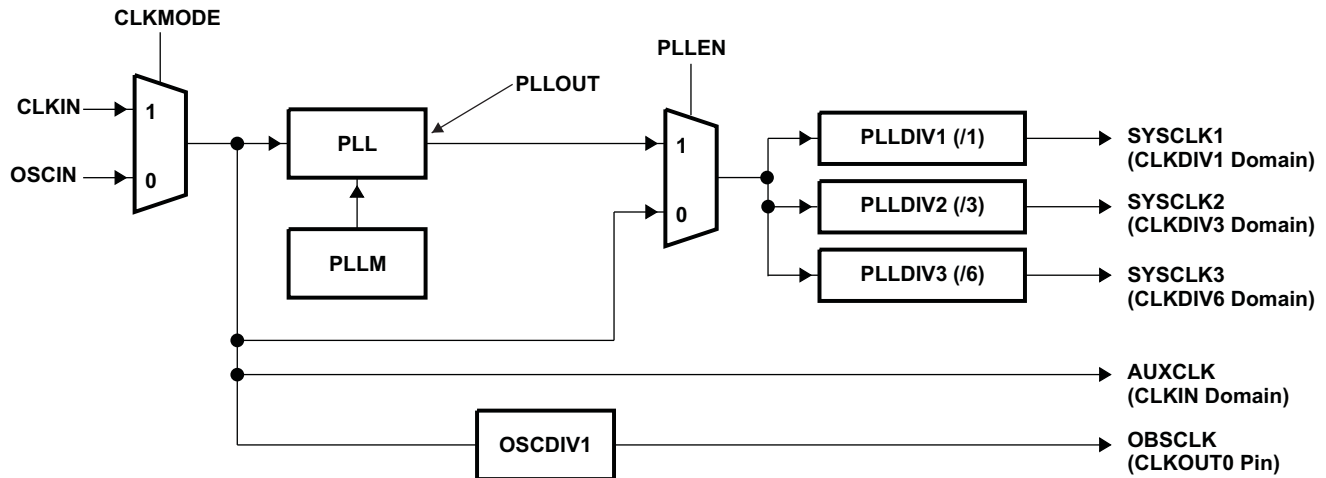 CLKMODE
PLLEN
PLLOUT
CLKIN
1
OSCIN
0
PLL
PLLM
1
0
PLLDIV1 (/1)
SYSCLK1
(CLKDIV1 Domain)
PLLDIV2 (/3)
SYSCLK2
(CLKDIV3 Domain)
PLLDIV3 (/6)
SYSCLK3
(CLKDIV6 Domain)
AUXCLK
(CLKIN Domain)
OSCDIV1
OBSCLK
(CLKOUT0 Pin)